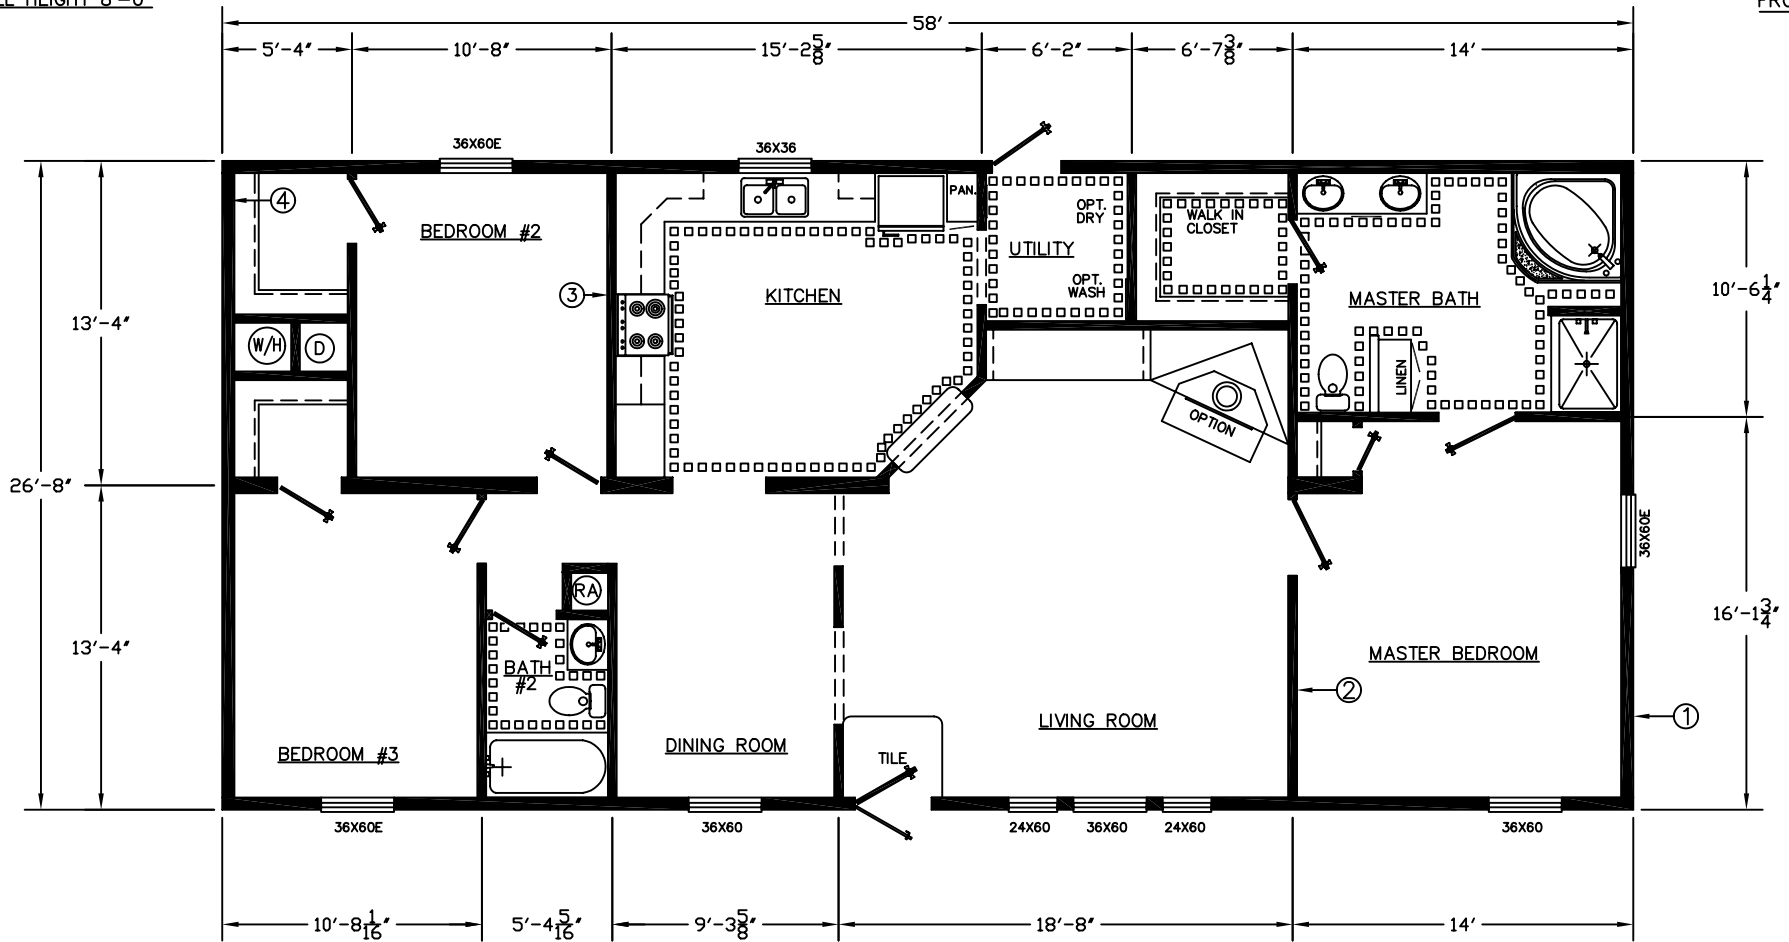 58'
5'-4"
10'-8"
15'-2 5/8"
6'-2"
6'-7 3/8"
14'
36X60E
36X36
4
BEDROOM #2
PAN.
OPT.
DRY
UTILITY
OPT.
WASH
WALK IN
CLOSET
3
KITCHEN
MASTER BATH
10'-6 1/4"
13'-4"
W/H
D
LINEN
OPTION
26'-8"
36X60E
RA
16'-1 3/4"
13'-4"
BATH
#2
MASTER BEDROOM
2
1
LIVING ROOM
DINING ROOM
BEDROOM #3
TILE
36X60E
36X60
24X60
36X60
24X60
36X60
10'-8 1/16"
5'-4 5/16"
9'-3 5/8"
18'-8"
14'